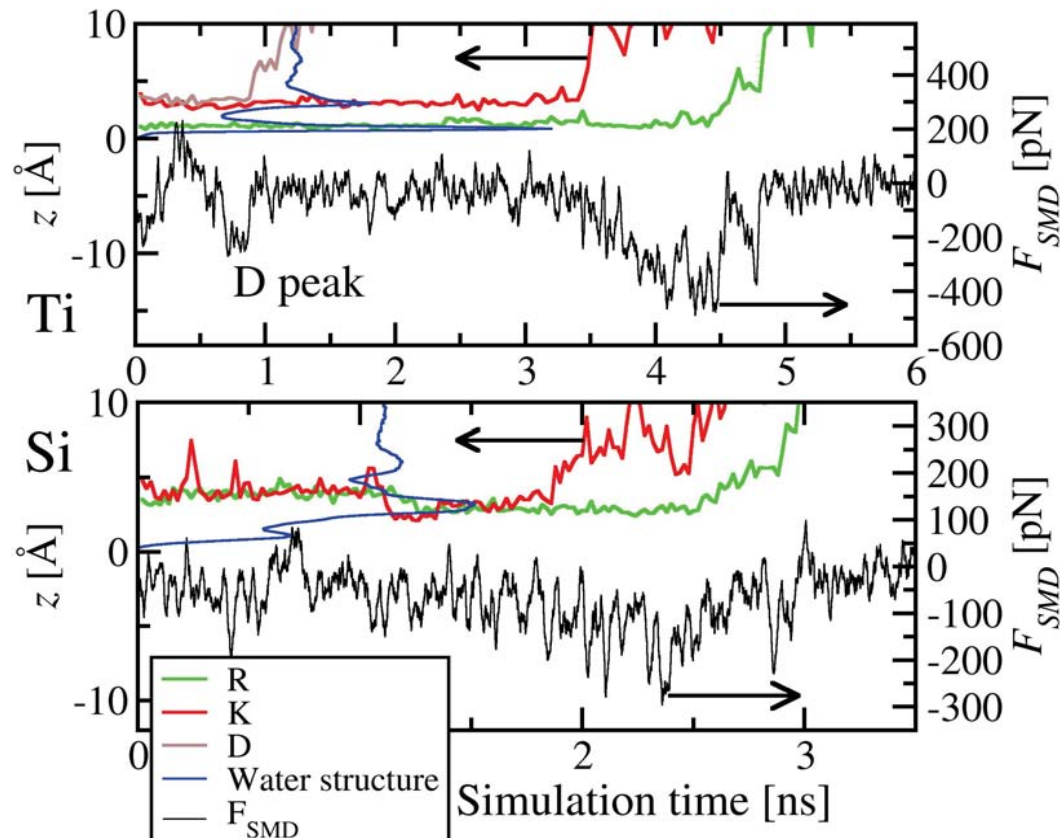 10
0
-10
z [Å]
Ti
D peak
400
200
0
-200
-400
-600
F_SMD [pN]
0 1 2 3 4 5 6
10
0
-10
z [Å]
Si
300
200
100
0
-100
-200
-300
F_SMD [pN]
0 2 3
R
K
D
Water structure
F_SMD
Simulation time [ns]